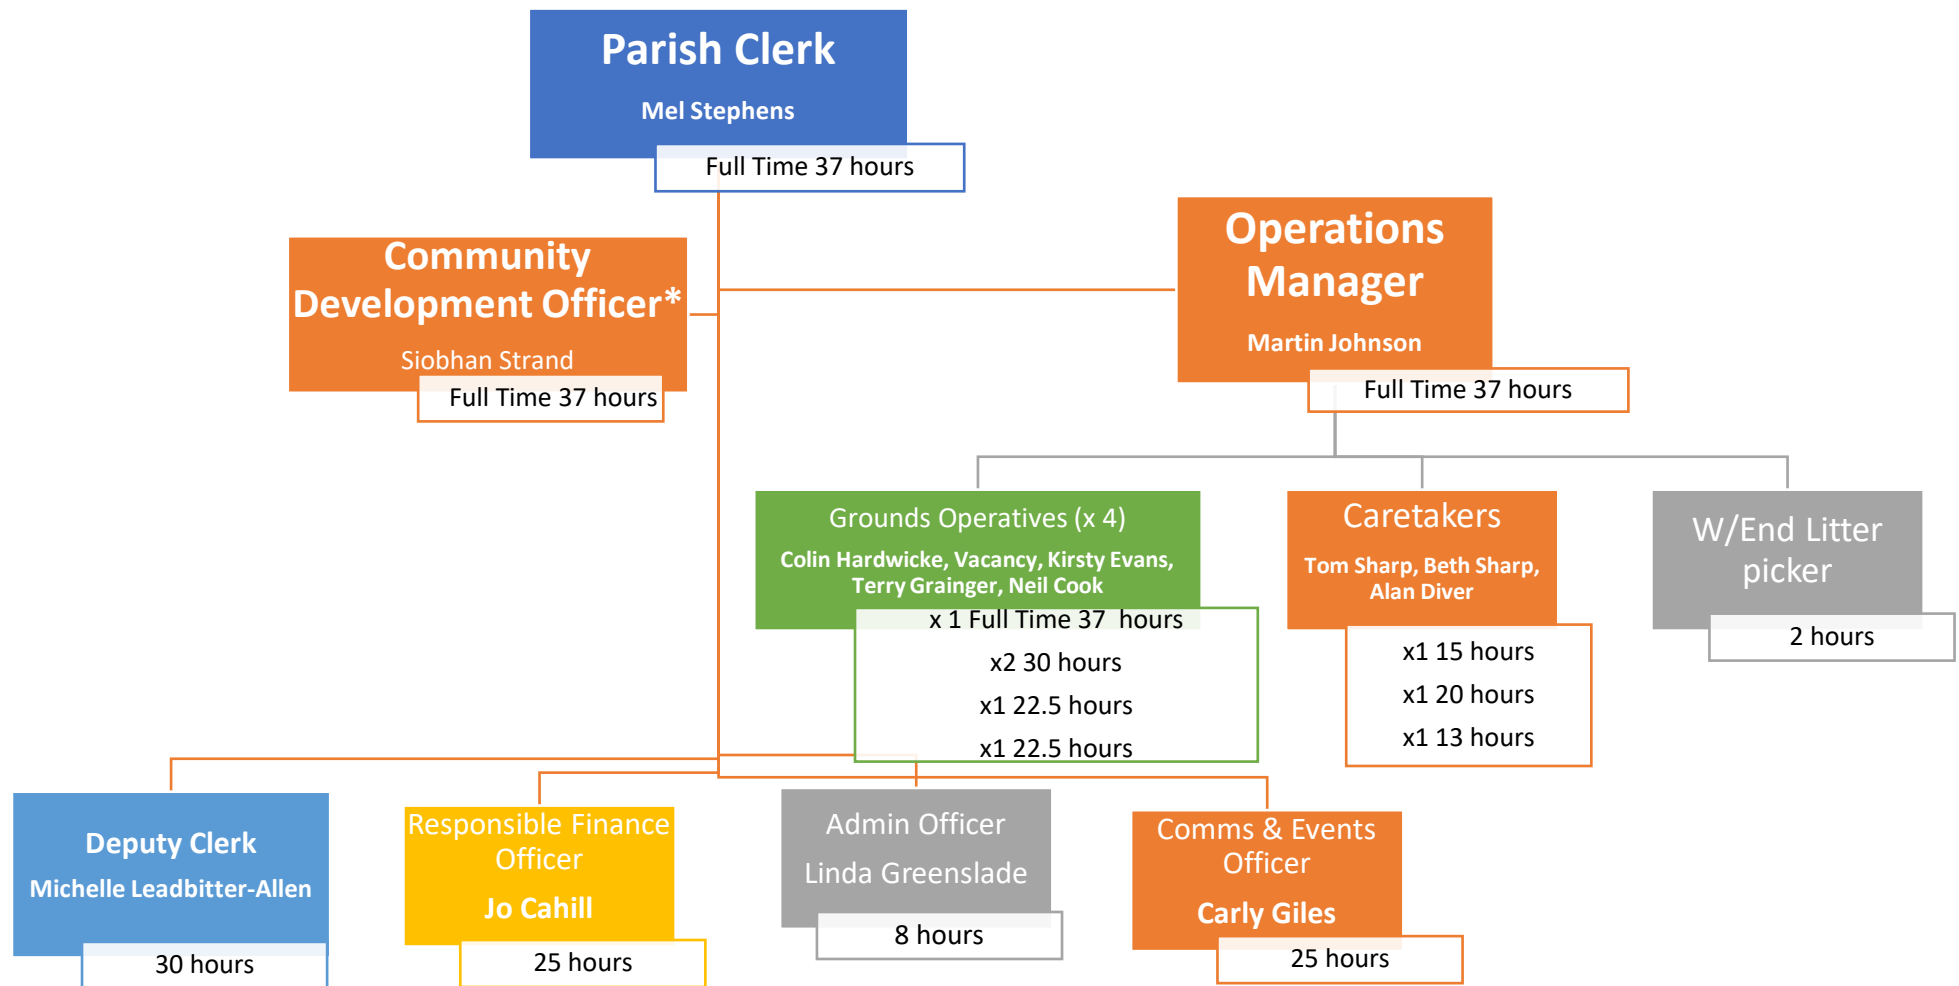 Parish Clerk
Mel Stephens
Full Time 37 hours
Community
Development Officer*
Siobhan Strand
Full Time 37 hours
Operations
Manager
Martin Johnson
Full Time 37 hours
Grounds Operatives (x 4)
Colin Hardwicke, Vacancy, Kirsty Evans,
Terry Grainger, Neil Cook
x 1 Full Time 37  hours
x2 30 hours
x1 22.5 hours
x1 22.5 hours
Caretakers
Tom Sharp, Beth Sharp,
Alan Diver
x1 15 hours
x1 20 hours
x1 13 hours
W/End Litter
picker
2 hours
Deputy Clerk
Michelle Leadbitter-Allen
30 hours
Responsible Finance
Officer
Jo Cahill
25 hours
Admin Officer
Linda Greenslade
8 hours
Comms & Events
Officer
Carly Giles
25 hours